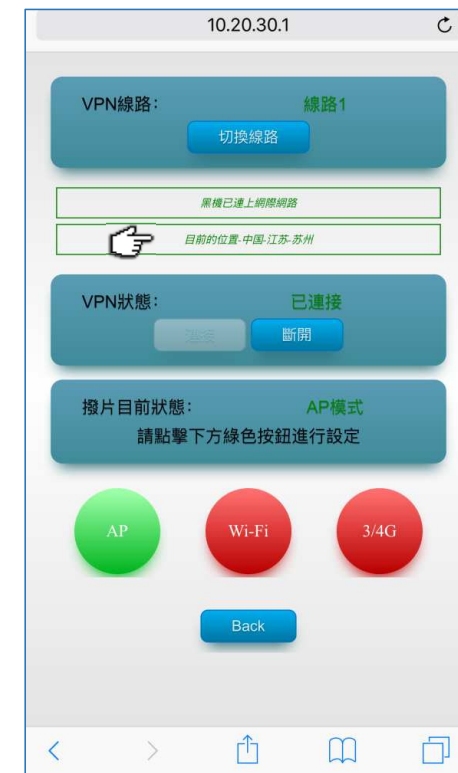 10.20.30.1
VPN線路： 線路1
切換線路
黑機已連上網際網路
目前的位置-中国-江苏-苏州
VPN狀態： 已連接
連接 斷開
撥片目前狀態： AP模式
請點擊下方綠色按鈕進行設定
AP Wi-Fi 3/4G
Back